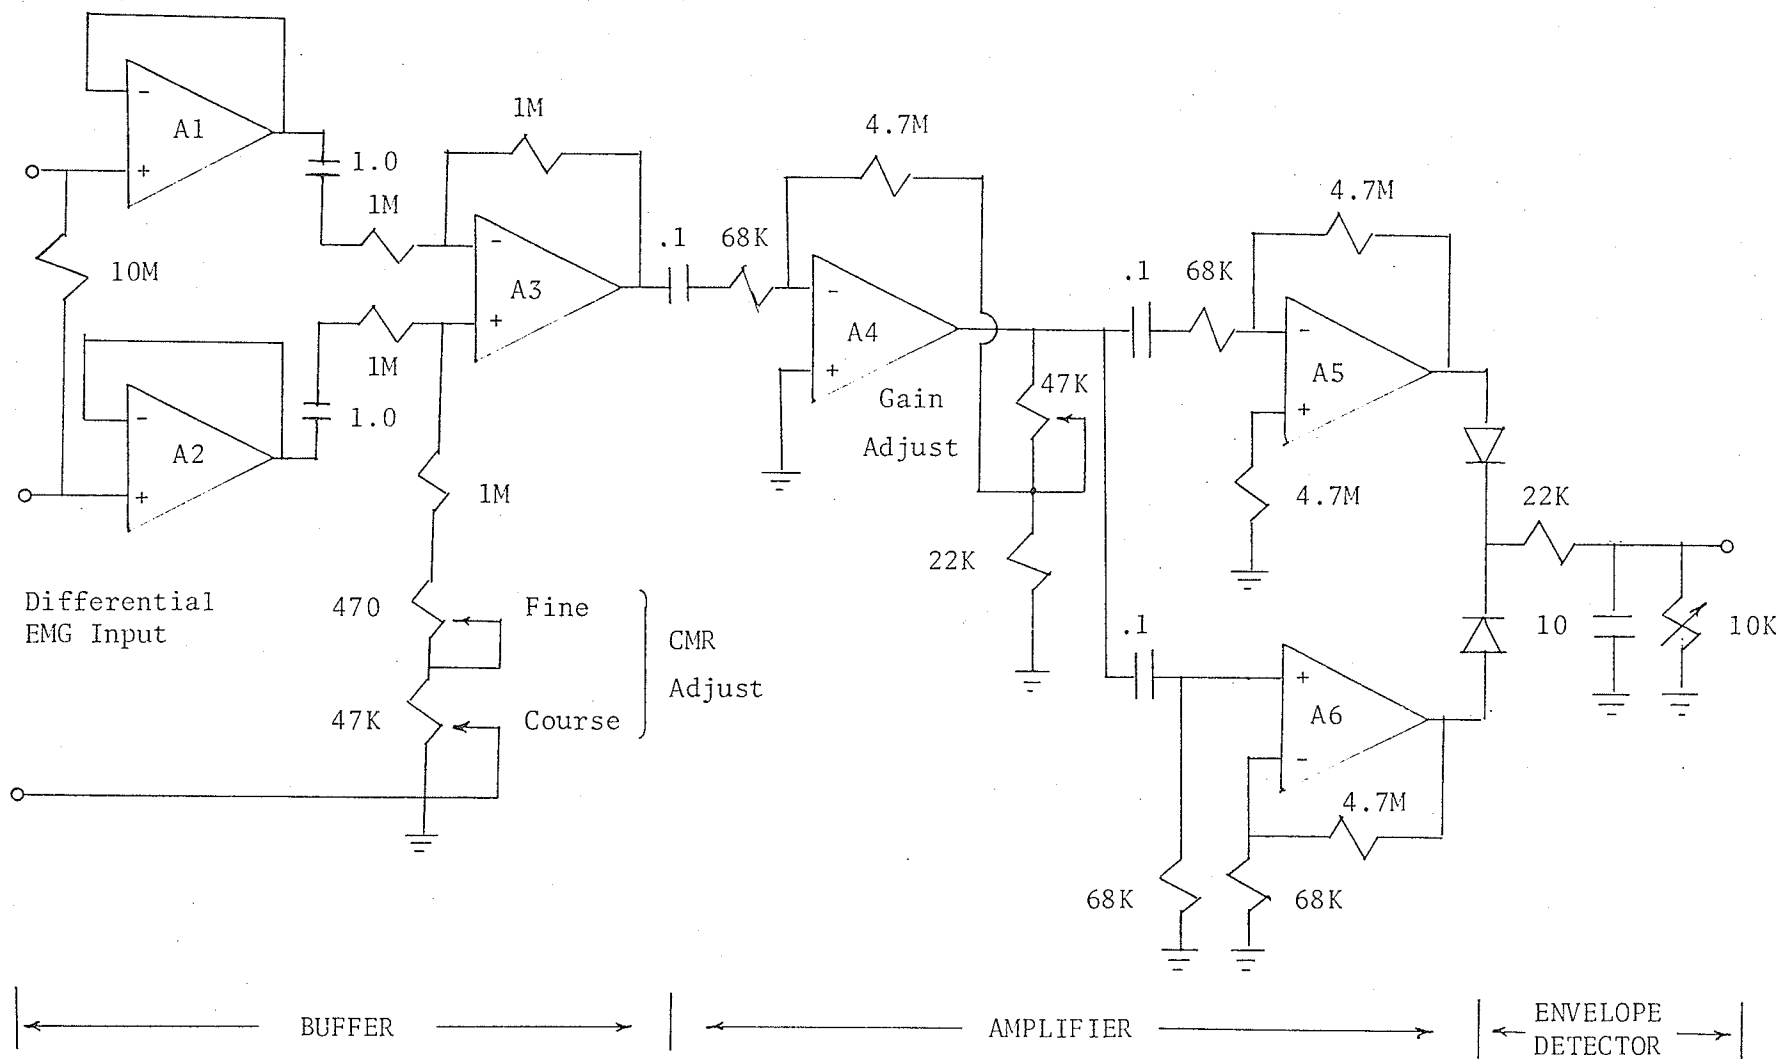 -
A1
+
1.0
1M
10M
-
A2
+
1.0
1M
1M
-
A3
+
1M
470
Fine
47K
Course
CMR
Adjust
Differential
EMG Input
.1
68K
4.7M
-
A4
+
Gain
Adjust
47K
22K
.1
68K
4.7M
-
A5
+
4.7M
.1
+
A6
-
4.7M
68K
68K
22K
10
10K
BUFFER
AMPLIFIER
ENVELOPE
DETECTOR